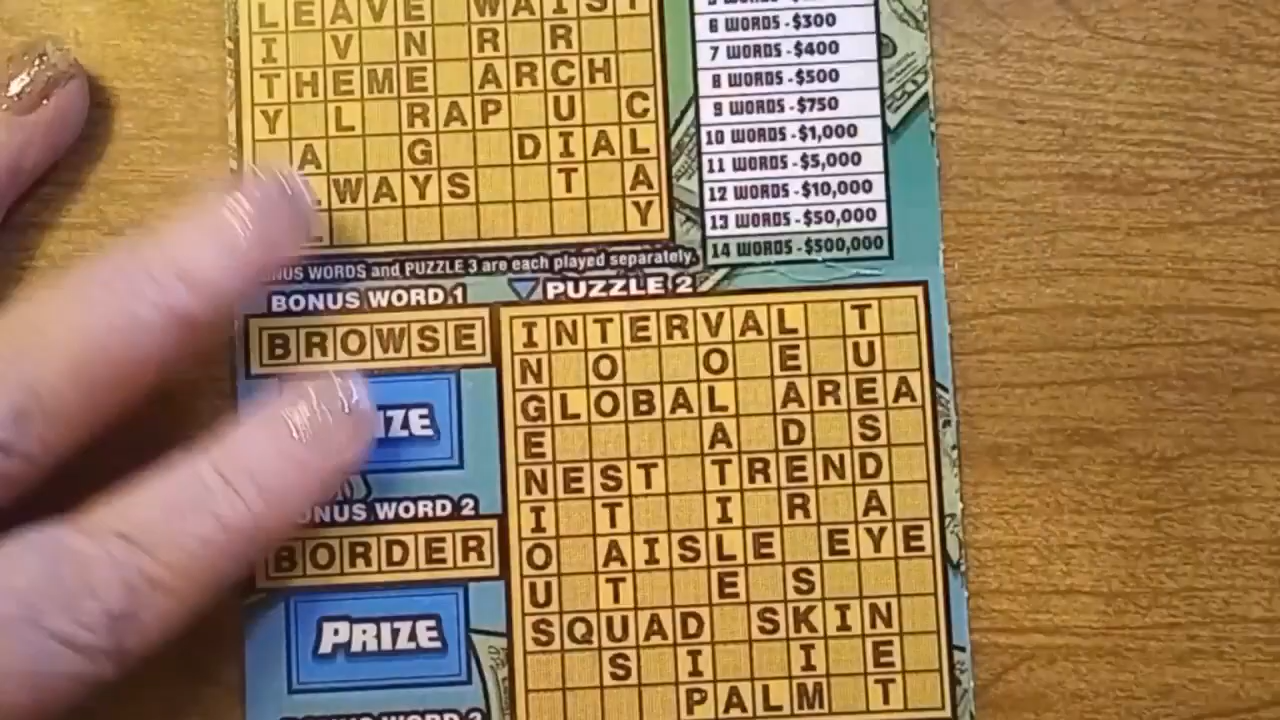 LEAVE WAIST
I V N R R
THEME ARCH
Y L RAP U C
A G DIAL
WAYS T A
Y
6 WORDS - $300
7 WORDS - $400
8 WORDS - $500
9 WORDS - $750
10 WORDS - $1,000
11 WORDS - $5,000
12 WORDS - $10,000
13 WORDS - $50,000
14 WORDS - $500,000
WORDS and PUZZLE 3 are each played separately.
BONUS WORD 1
BROWSE
PRIZE
BONUS WORD 2
BORDER
PRIZE
PUZZLE 2
INTERVAL T
N O O E U
GLOBAL AREA
E A D S
NEST TREND
I T I R A
O AISLE EYE
U T E S
SQUAD SKIN
S I I E
PALM T